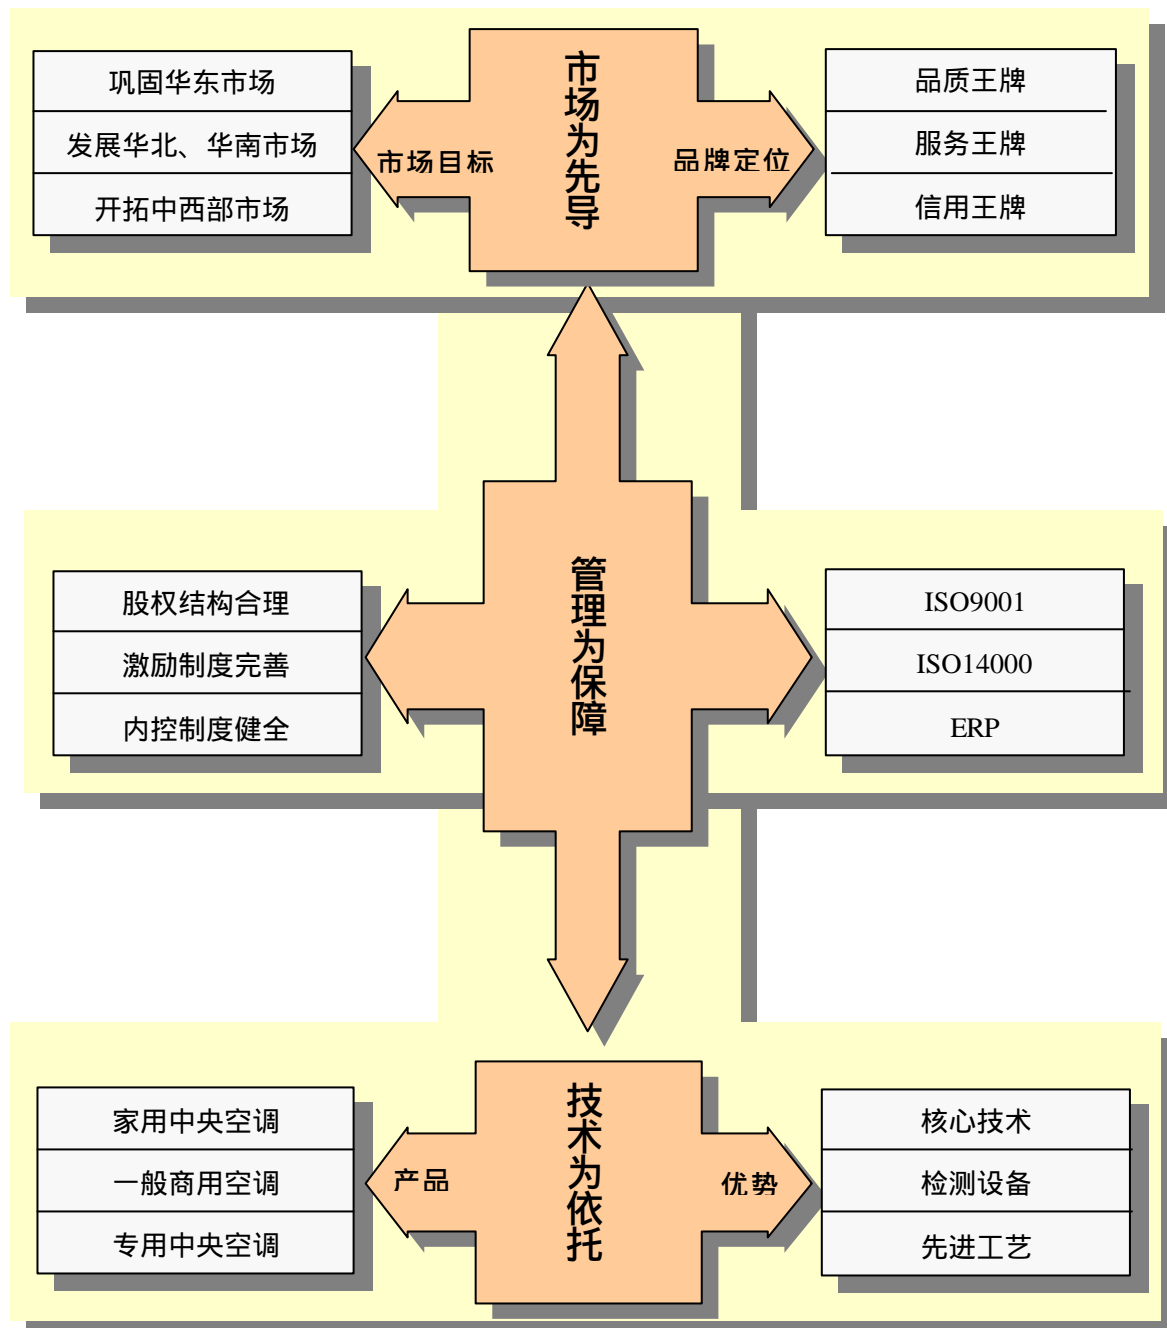 市场为先导
巩固华东市场
发展华北、华南市场
开拓中西部市场
市场目标
品牌定位
品质王牌
服务王牌
信用王牌
管理为保障
股权结构合理
激励制度完善
内控制度健全
ISO9001
ISO14000
ERP
技术为依托
家用中央空调
一般商用空调
专用中央空调
产品
优势
核心技术
检测设备
先进工艺